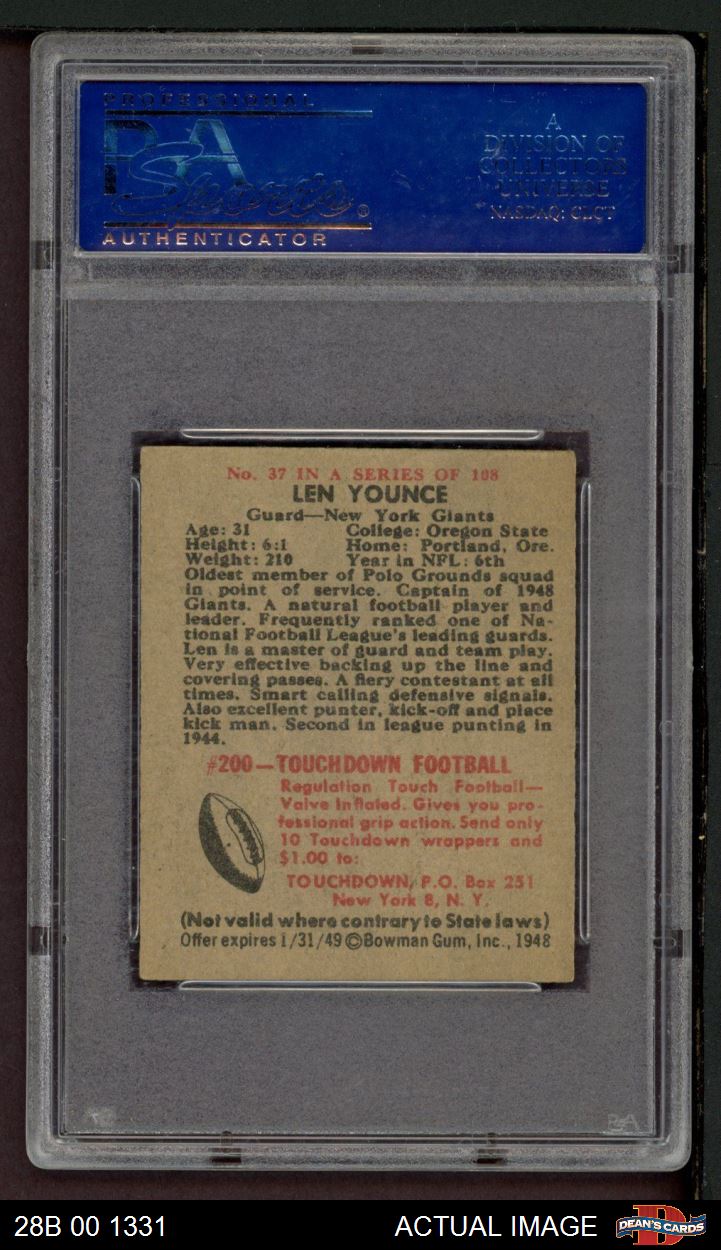 PROFESSIONAL
PSA
Sports ®
AUTHENTICATOR
A
DIVISION OF
COLLECTORS
UNIVERSE
NASDAQ: CLCT
No. 37 IN A SERIES OF 108
LEN YOUNCE
Guard—New York Giants
Age: 31 College: Oregon State
Height: 6:1 Home: Portland, Ore.
Weight: 210 Year in NFL: 6th
Oldest member of Polo Grounds squad
in point of service. Captain of 1948
Giants. A natural football player and
leader. Frequently ranked one of Na-
tional Football League's leading guards.
Len is a master of guard and team play.
Very effective backing up the line and
covering passes. A fiery contestant at all
times. Smart calling defensive signals.
Also excellent punter, kick-off and place
kick man. Second in league punting in
1944.
#200—TOUCHDOWN FOOTBALL
Regulation Touch Football—
Valve Inflated. Gives you pro-
fessional grip action. Send only
10 Touchdown wrappers and
$1.00 to:
TOUCHDOWN, P.O. Box 251
New York 8, N. Y.
(Not valid where contrary to State laws)
Offer expires 1/31/49 ©Bowman Gum, Inc., 1948
PSA
28B 00 1331 ACTUAL IMAGE DEAN'S CARDS